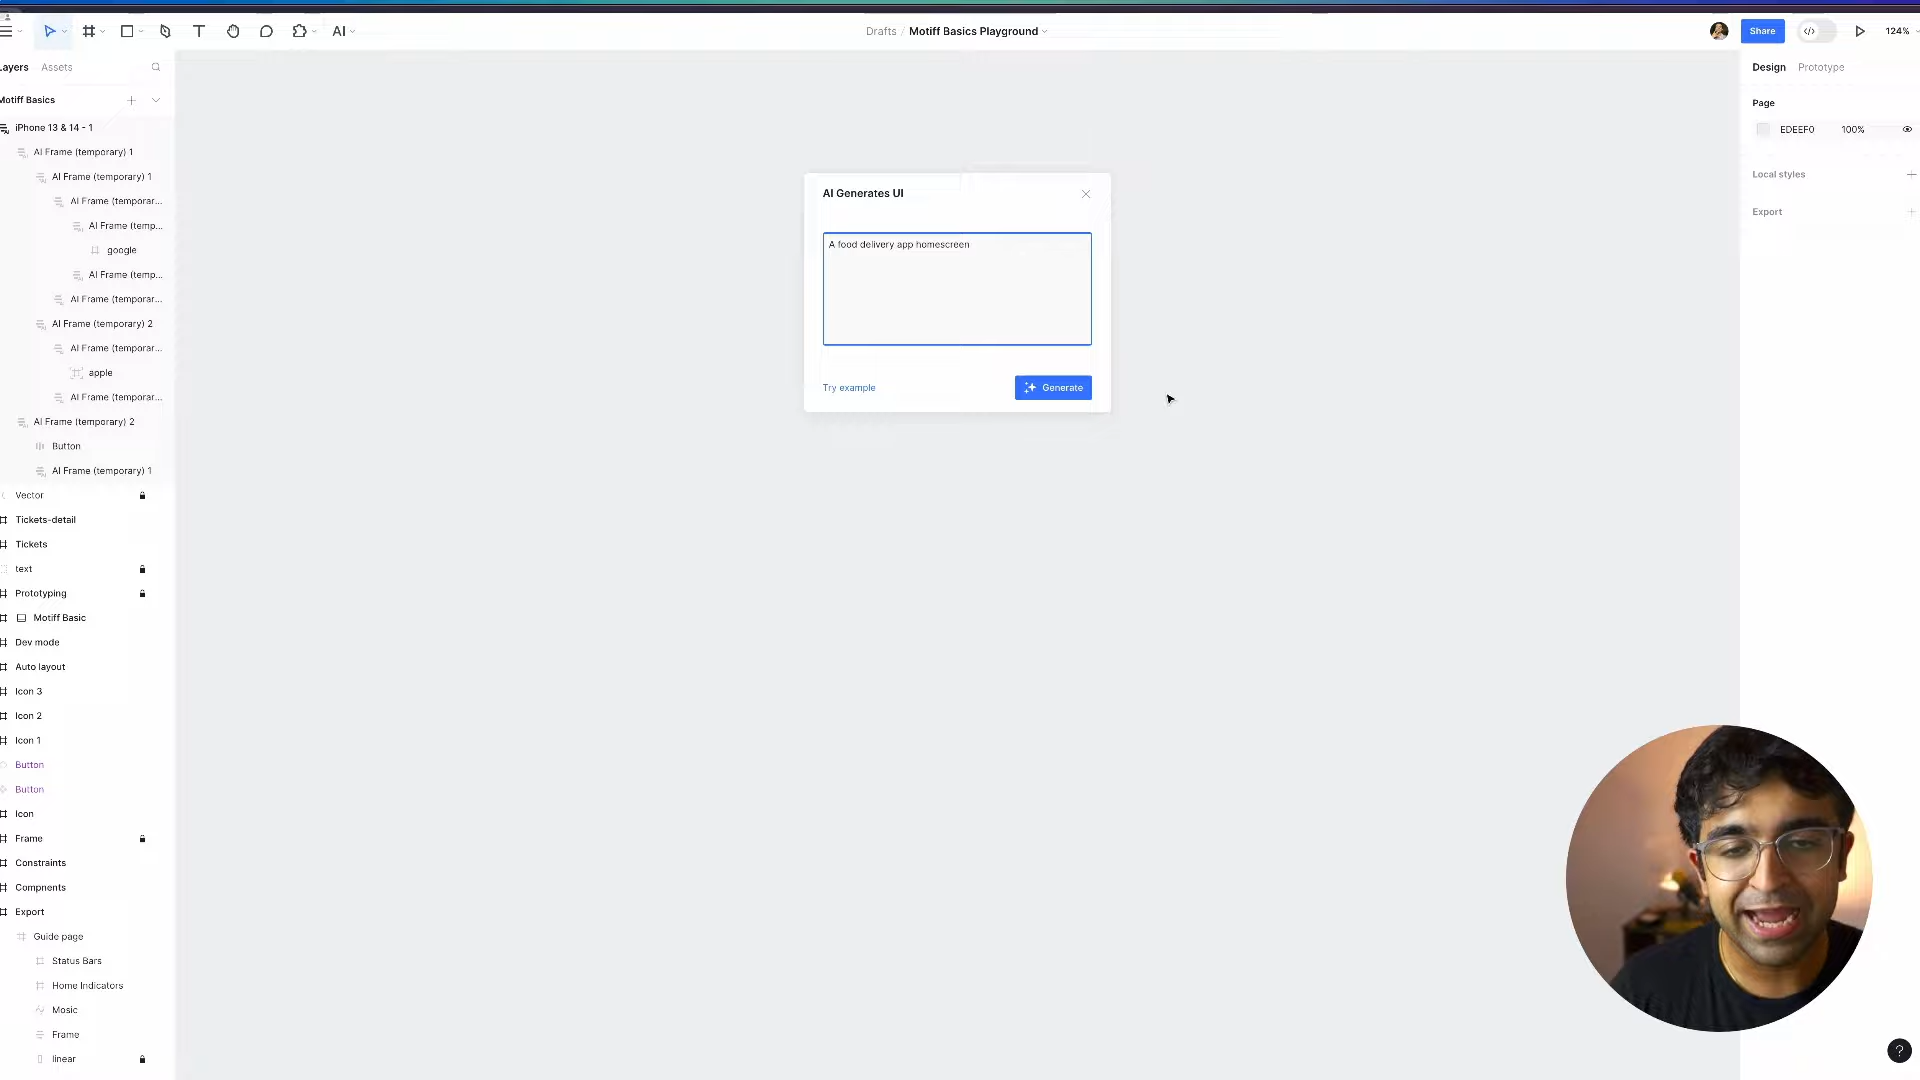 AI
Drafts / Motiff Basics Playground
Share
124%
Layers Assets
Motiff Basics
iPhone 13 & 14 - 1
AI Frame (temporary) 1
AI Frame (temporary) 1
AI Frame (temporar...
AI Frame (temp...
google
AI Frame (temp...
AI Frame (temporar...
AI Frame (temporary) 2
AI Frame (temporar...
apple
AI Frame (temporar...
AI Frame (temporary) 2
Button
AI Frame (temporary) 1
Vector
Tickets-detail
Tickets
text
Prototyping
Motiff Basic
Dev mode
Auto layout
Icon 3
Icon 2
Icon 1
Button
Button
Icon
Frame
Constraints
Compnents
Export
Guide page
Status Bars
Home Indicators
Mosic
Frame
linear
AI Generates UI
A food delivery app homescreen
Try example
Generate
Design Prototype
Page
EDEEF0 100%
Local styles
Export
?